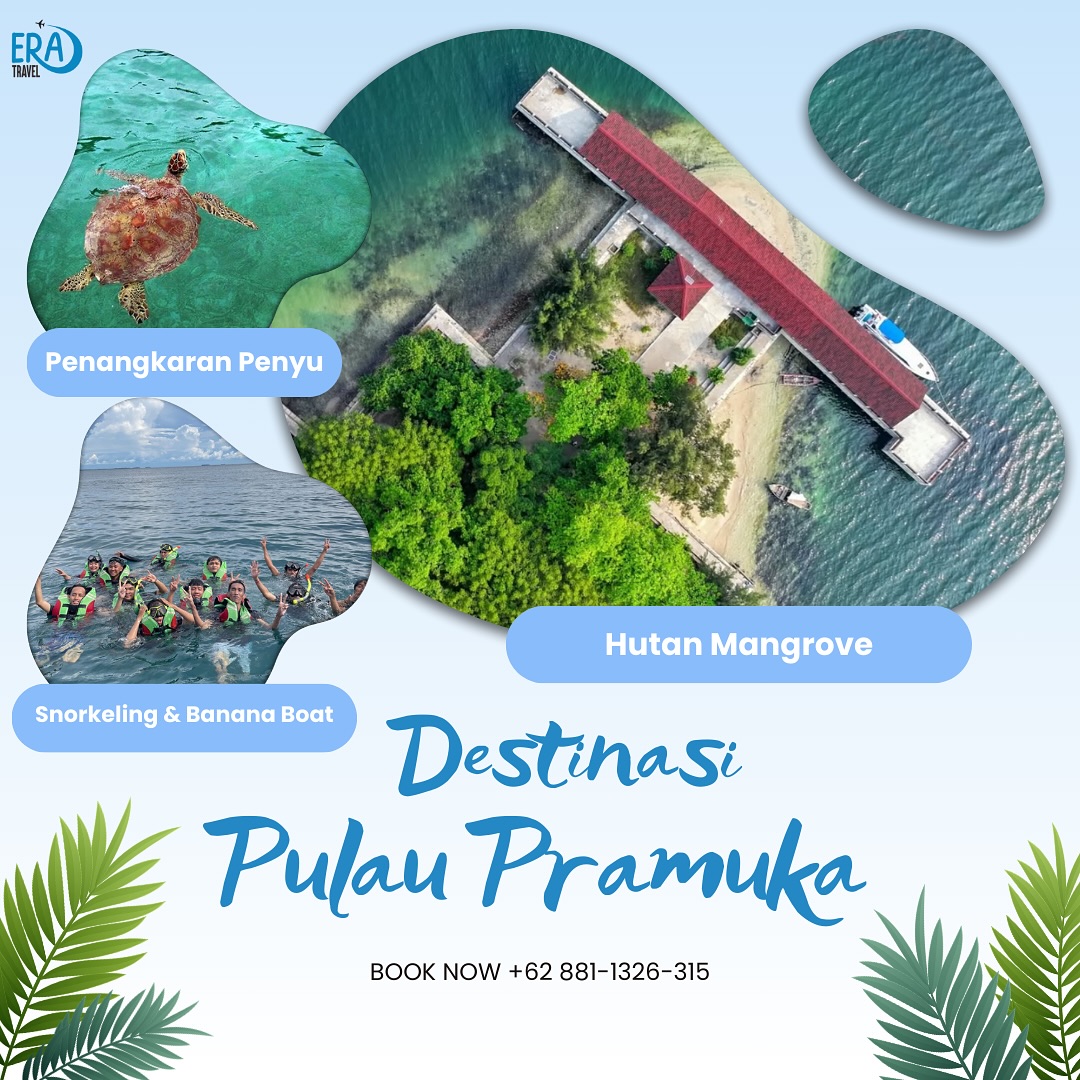 ERA
TRAVEL
Penangkaran Penyu
Hutan Mangrove
Snorkeling & Banana Boat
Destinasi
Pulau Pramuka
BOOK NOW +62 881-1326-315